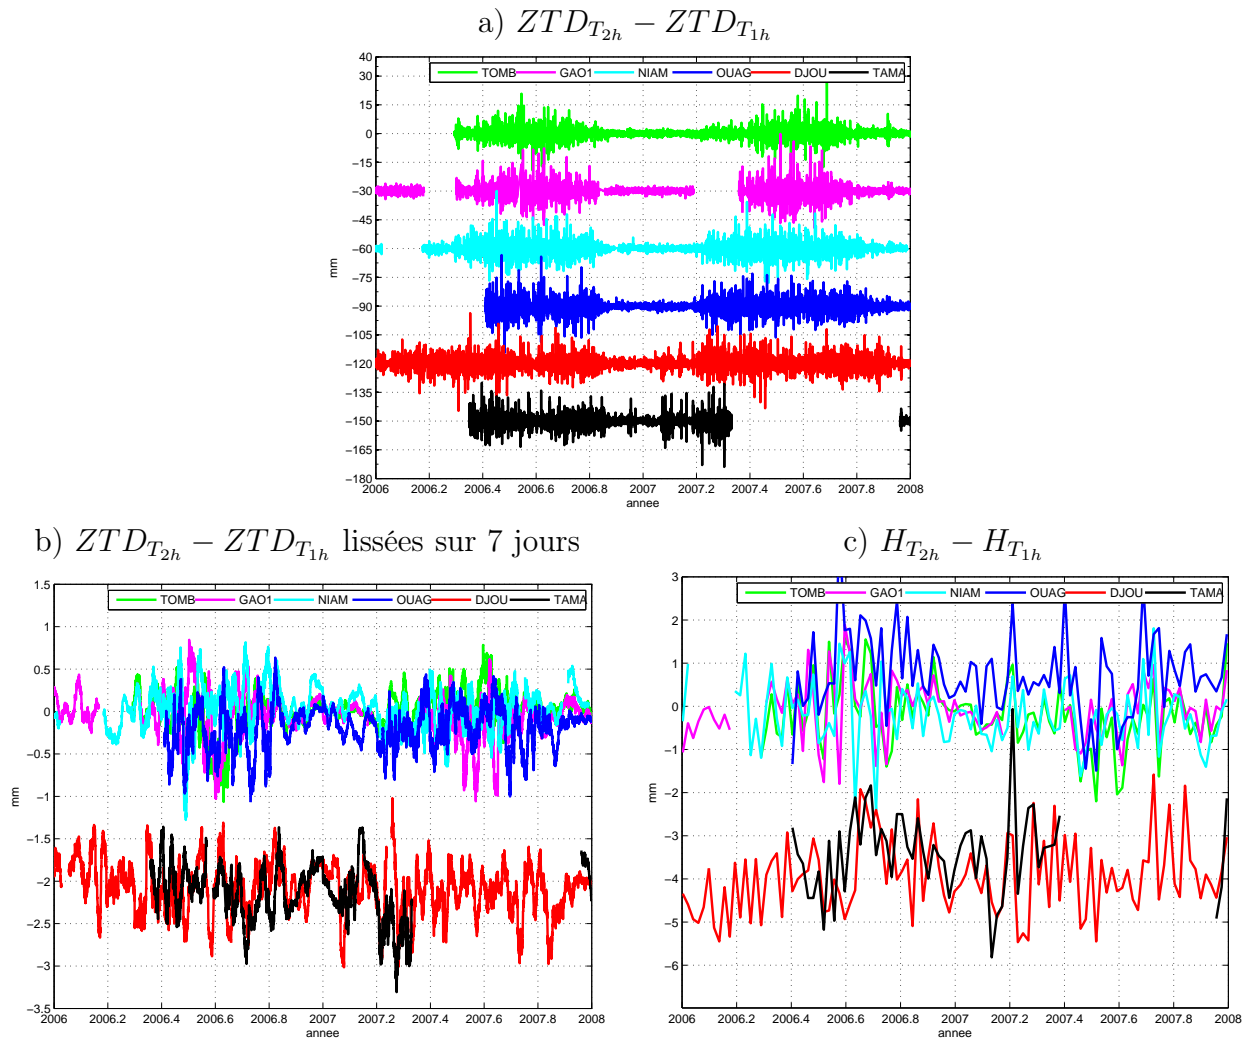 a) ZTD_{T_{2h}} − ZTD_{T_{1h}}
40
30
15
0
−15
−30
−45
−60
−75
−90
−105
−120
−135
−150
−165
−180
mm
TOMB GAO1 NIAM OUAG DJOU TAMA
2006 2006.2 2006.4 2006.6 2006.8 2007 2007.2 2007.4 2007.6 2007.8 2008
annee
b) ZTD_{T_{2h}} − ZTD_{T_{1h}} lissées sur 7 jours
1.5
1
0.5
0
−0.5
−1
−1.5
−2
−2.5
−3
−3.5
mm
TOMB GAO1 NIAM OUAG DJOU TAMA
2006 2006.2 2006.4 2006.6 2006.8 2007 2007.2 2007.4 2007.6 2007.8 2008
annee
c) H_{T_{2h}} − H_{T_{1h}}
3
2
1
0
−1
−2
−3
−4
−5
−6
mm
TOMB GAO1 NIAM OUAG DJOU TAMA
2006 2006.2 2006.4 2006.6 2006.8 2007 2007.2 2007.4 2007.6 2007.8 2008
annee